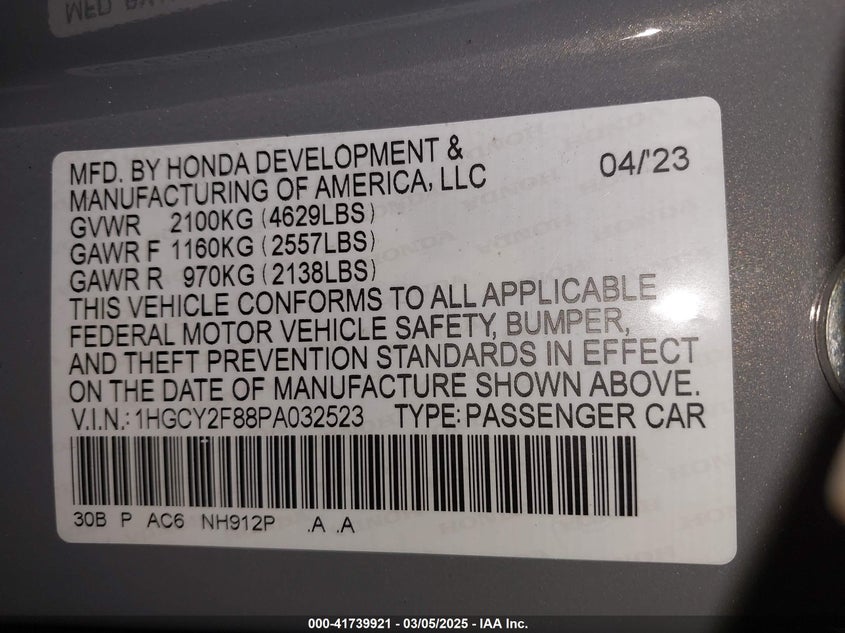 MFD. BY HONDA DEVELOPMENT &
MANUFACTURING OF AMERICA, LLC
04/'23
GVWR 2100KG (4629LBS)
GAWR F 1160KG (2557LBS)
GAWR R 970KG (2138LBS)
THIS VEHICLE CONFORMS TO ALL APPLICABLE
FEDERAL MOTOR VEHICLE SAFETY, BUMPER,
AND THEFT PREVENTION STANDARDS IN EFFECT
ON THE DATE OF MANUFACTURE SHOWN ABOVE.
V.I.N.: 1HGCY2F88PA032523 TYPE: PASSENGER CAR
30B P AC6 NH912P .A .A
000-41739921 - 03/05/2025 - IAA Inc.